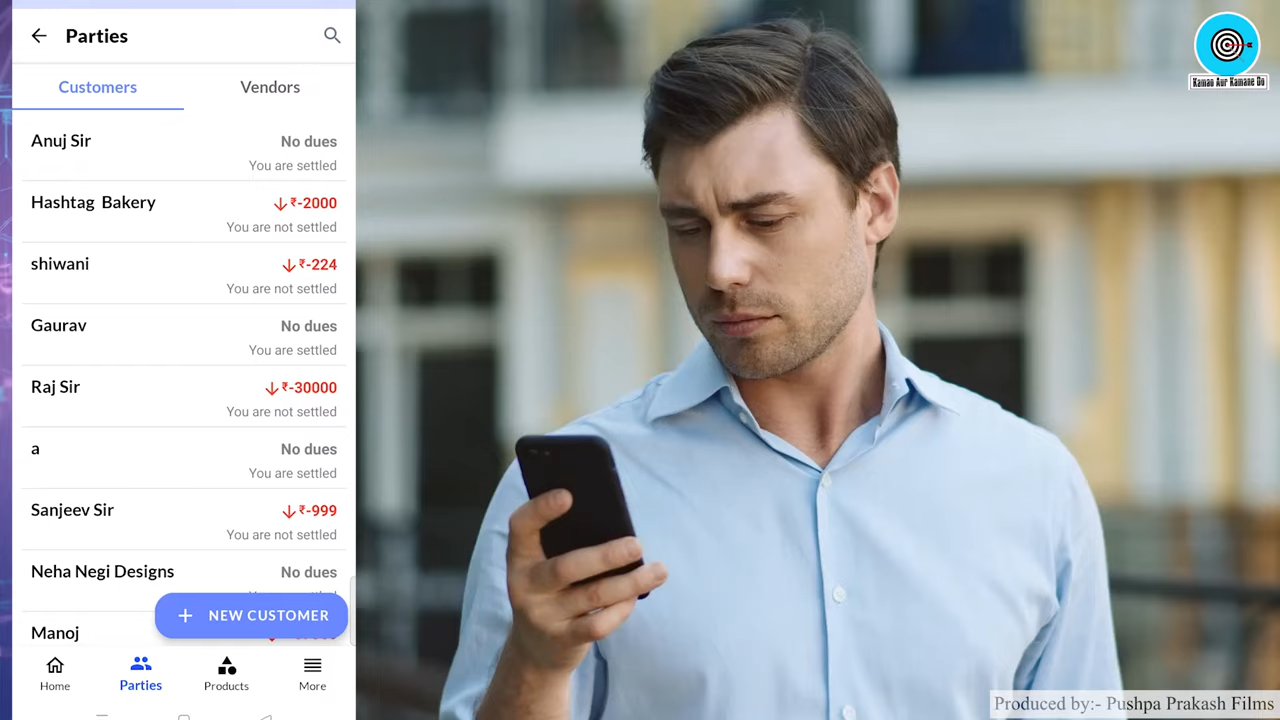 Parties
Customers Vendors
Anuj Sir No dues
You are settled
Hashtag Bakery ₹-2000
You are not settled
shiwani ₹-224
You are not settled
Gaurav No dues
You are settled
Raj Sir ₹-30000
You are not settled
a No dues
You are settled
Sanjeev Sir ₹-999
You are not settled
Neha Negi Designs No dues
+ NEW CUSTOMER
Manoj
Home Parties Products More
Kamao Aur Kamane Do
Produced by:- Pushpa Prakash Films